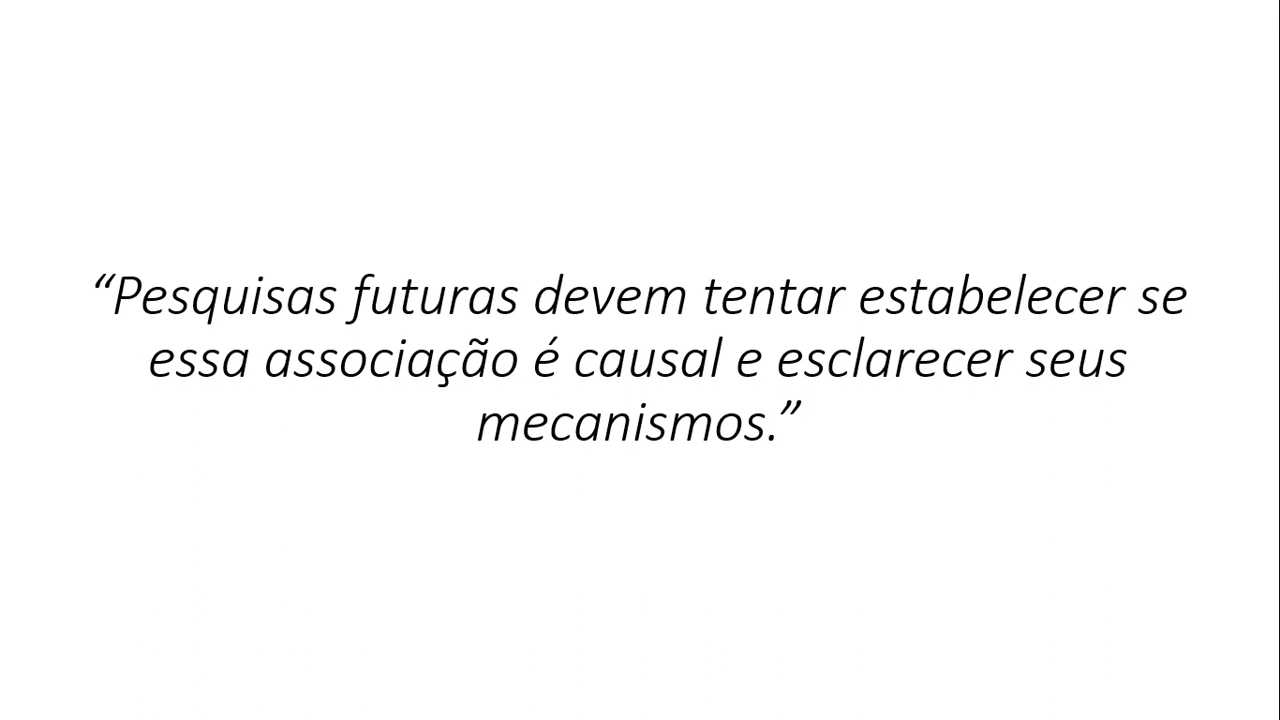 “Pesquisas futuras devem tentar estabelecer se
essa associação é causal e esclarecer seus
mecanismos.”